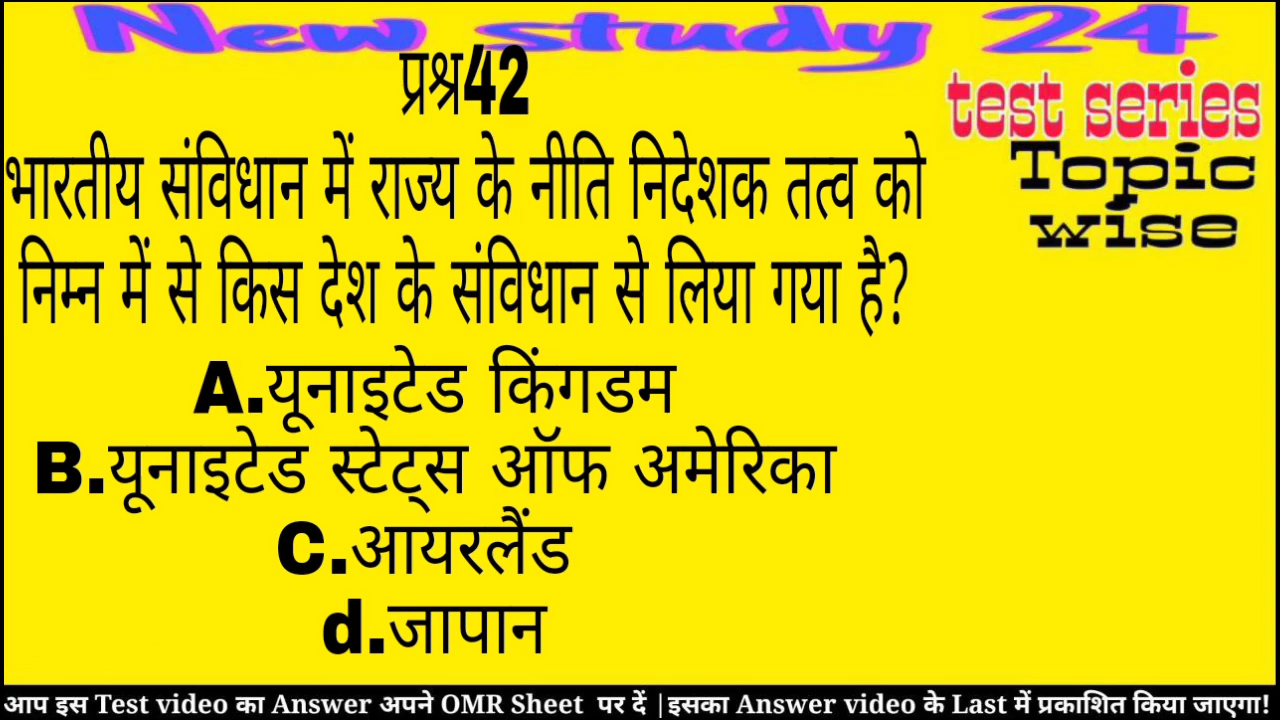 New study 24
प्रश्न42
test series
Topic
wise
भारतीय संविधान में राज्य के नीति निदेशक तत्व को
निम्न में से किस देश के संविधान से लिया गया है?
A.यूनाइटेड किंगडम
B.यूनाइटेड स्टेट्स ऑफ अमेरिका
C.आयरलैंड
d.जापान
आप इस Test video का Answer अपने OMR Sheet पर दें |इसका Answer video के Last में प्रकाशित किया जाएगा!